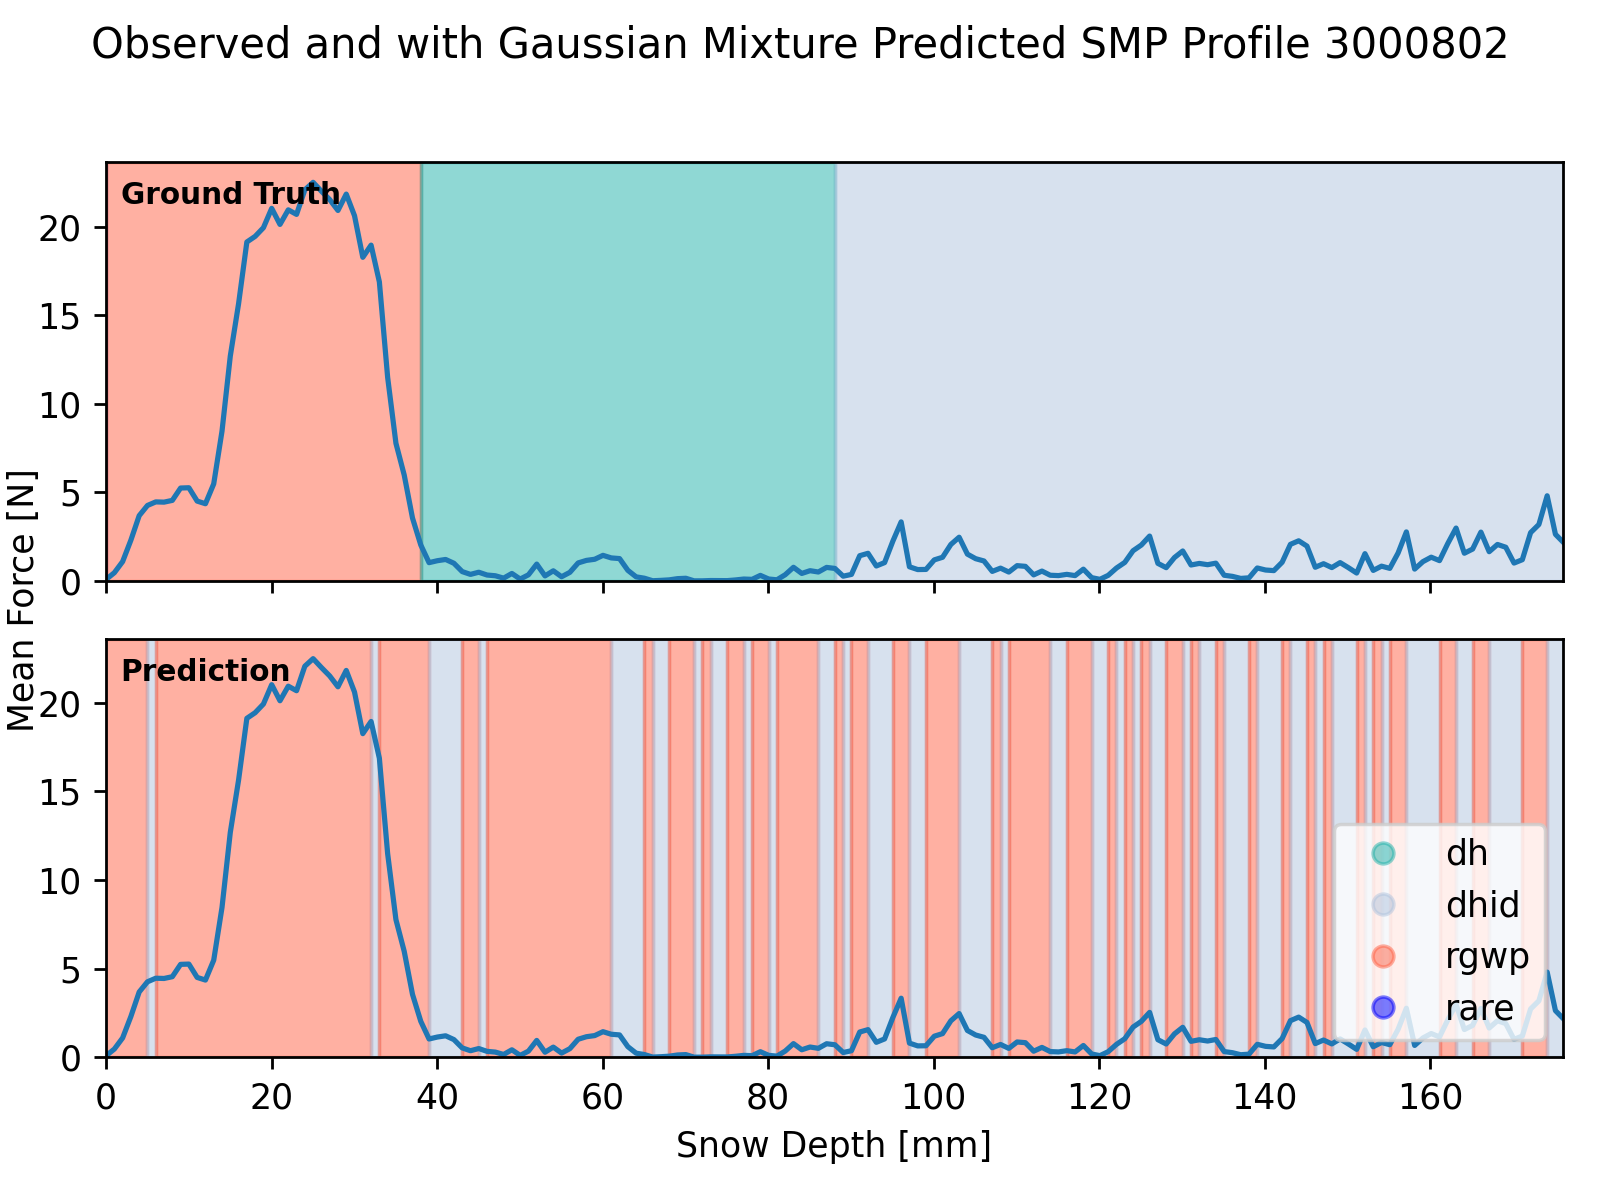 Observed and with Gaussian Mixture Predicted SMP Profile 3000802
Ground Truth
20
15
10
5
0
Mean Force [N]
Prediction
20
15
10
5
0
dh
dhid
rgwp
rare
0 20 40 60 80 100 120 140 160
Snow Depth [mm]